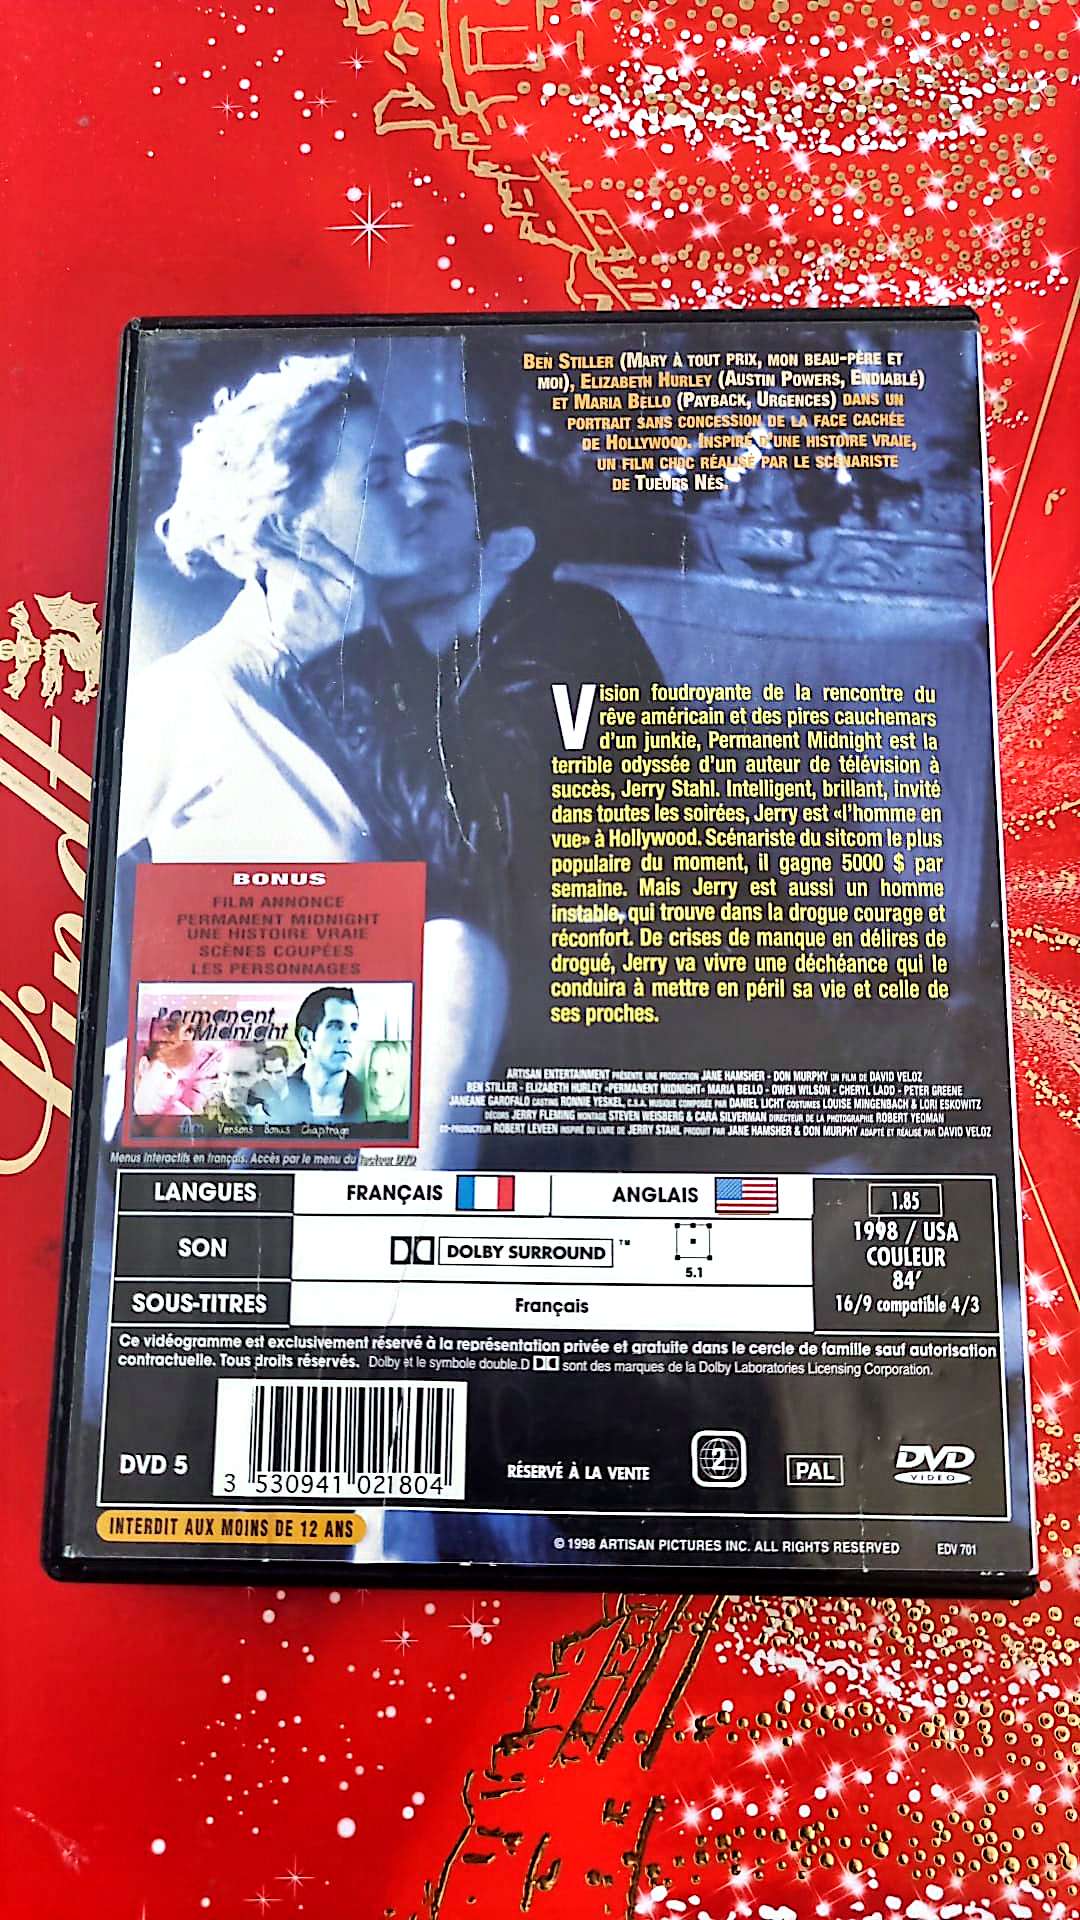 Lindt
BEN STILLER (MARY À TOUT PRIX, MON BEAU-PÈRE ET
MOI), ELIZABETH HURLEY (AUSTIN POWERS, ENDIABLÉ)
ET MARIA BELLO (PAYBACK, URGENCES) DANS UN
PORTRAIT SANS CONCESSION DE LA FACE CACHÉE
DE HOLLYWOOD. INSPIRÉ D'UNE HISTOIRE VRAIE,
UN FILM CHOC RÉALISÉ PAR LE SCÉNARISTE
DE TUEURS NÉS.
Vision foudroyante de la rencontre du
rêve américain et des pires cauchemars
d'un junkie, Permanent Midnight est la
terrible odyssée d'un auteur de télévision à
succès, Jerry Stahl. Intelligent, brillant, invité
dans toutes les soirées, Jerry est «l'homme en
vue» à Hollywood. Scénariste du sitcom le plus
populaire du moment, il gagne 5000 $ par
semaine. Mais Jerry est aussi un homme
instable, qui trouve dans la drogue courage et
réconfort. De crises de manque en délires de
drogué, Jerry va vivre une déchéance qui le
conduira à mettre en péril sa vie et celle de
ses proches.
BONUS
FILM ANNONCE
PERMANENT MIDNIGHT
UNE HISTOIRE VRAIE
SCÈNES COUPÉES
LES PERSONNAGES
Permanent
Midnight
film Versions Bonus Chapitrage
Menus interactifs en français. Accès par le menu du lecteur DVD
ARTISAN ENTERTAINMENT PRÉSENTE UNE PRODUCTION JANE HAMSHER - DON MURPHY UN FILM DE DAVID VELOZ
BEN STILLER - ELIZABETH HURLEY «PERMANENT MIDNIGHT» MARIA BELLO - OWEN WILSON - CHERYL LADD - PETER GREENE
JANEANE GAROFALO CASTING RONNIE YESKEL, C.S.A. MUSIQUE COMPOSÉE PAR DANIEL LICHT COSTUMES LOUISE MINGENBACH & LORI ESKOWITZ
DÉCORS JERRY FLEMING MONTAGE STEVEN WEISBERG & CARA SILVERMAN DIRECTEUR DE LA PHOTOGRAPHIE ROBERT YEOMAN
CO-PRODUCTEUR ROBERT LEVEEN INSPIRÉ DU LIVRE DE JERRY STAHL PRODUIT PAR JANE HAMSHER & DON MURPHY ADAPTÉ ET RÉALISÉ PAR DAVID VELOZ
LANGUES FRANÇAIS ANGLAIS
SON DOLBY SURROUND ™ 5.1
SOUS-TITRES Français
1.85
1998 / USA
COULEUR
84'
16/9 compatible 4/3
Ce vidéogramme est exclusivement réservé à la représentation privée et gratuite dans le cercle de famille sauf autorisation
contractuelle. Tous droits réservés. Dolby et le symbole double.D sont des marques de la Dolby Laboratories Licensing Corporation.
DVD 5
3 530941 021804
RÉSERVÉ À LA VENTE
2
PAL
DVD
VIDEO
INTERDIT AUX MOINS DE 12 ANS
© 1998 ARTISAN PICTURES INC. ALL RIGHTS RESERVED
EDV 701